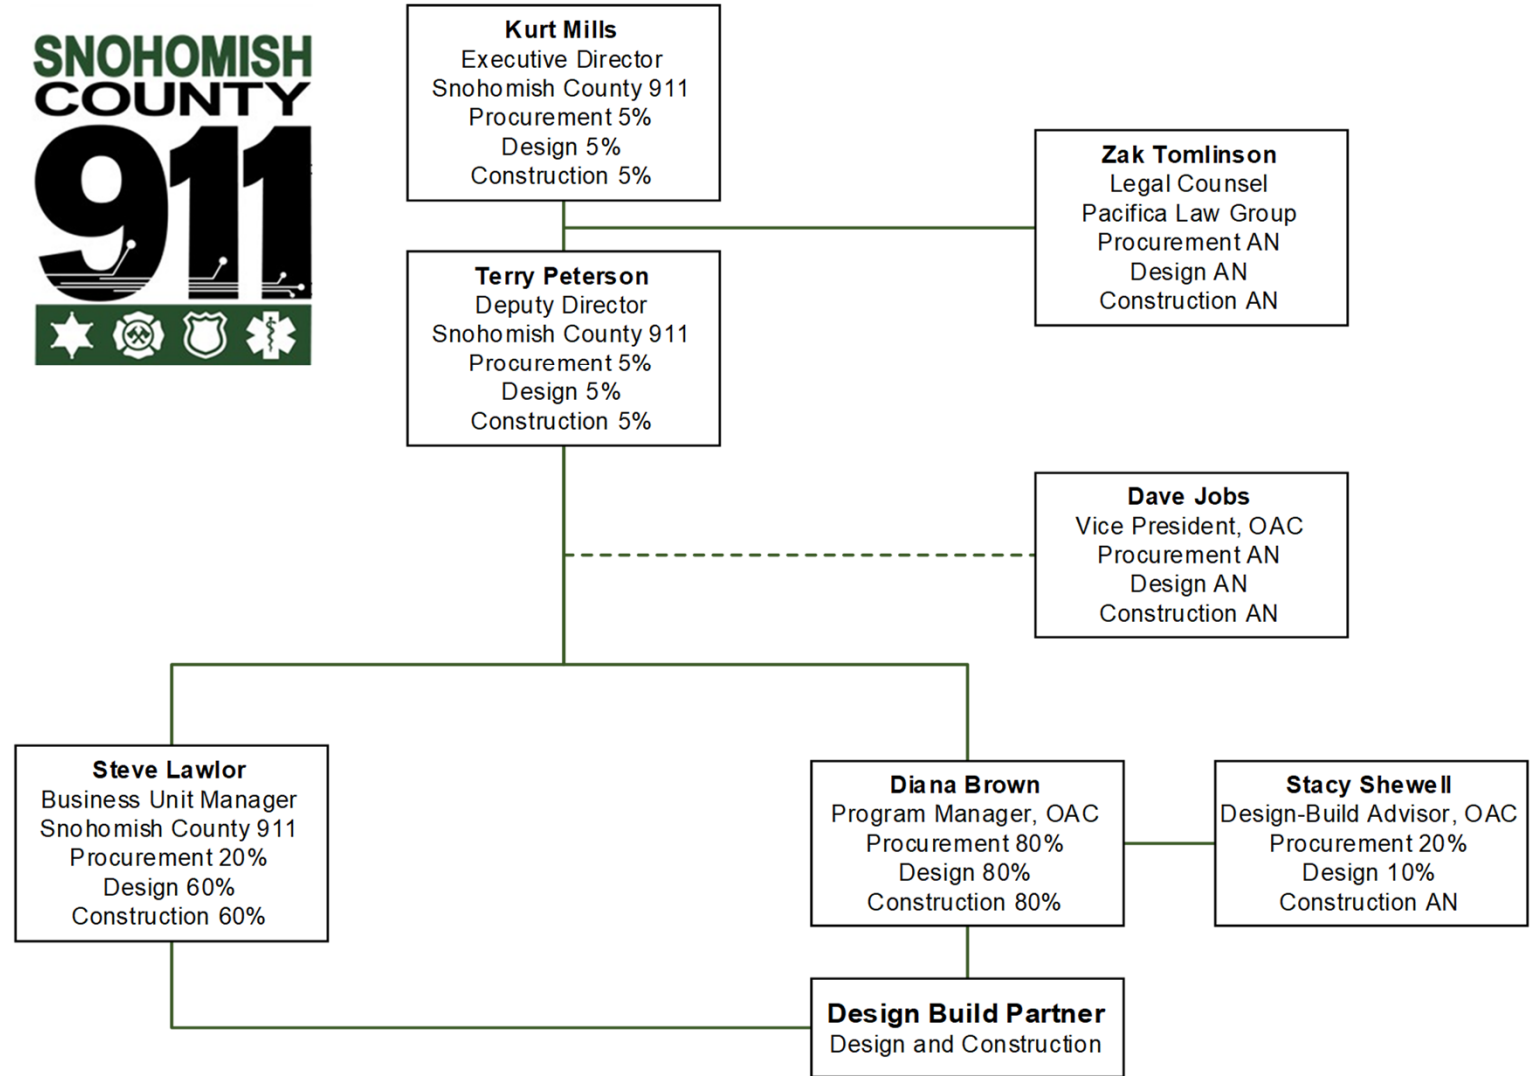 SNOHOMISH
COUNTY
911
Kurt Mills
Executive Director
Snohomish County 911
Procurement 5%
Design 5%
Construction 5%
Zak Tomlinson
Legal Counsel
Pacifica Law Group
Procurement AN
Design AN
Construction AN
Terry Peterson
Deputy Director
Snohomish County 911
Procurement 5%
Design 5%
Construction 5%
Dave Jobs
Vice President, OAC
Procurement AN
Design AN
Construction AN
Steve Lawlor
Business Unit Manager
Snohomish County 911
Procurement 20%
Design 60%
Construction 60%
Diana Brown
Program Manager, OAC
Procurement 80%
Design 80%
Construction 80%
Stacy Shewell
Design-Build Advisor, OAC
Procurement 20%
Design 10%
Construction AN
Design Build Partner
Design and Construction